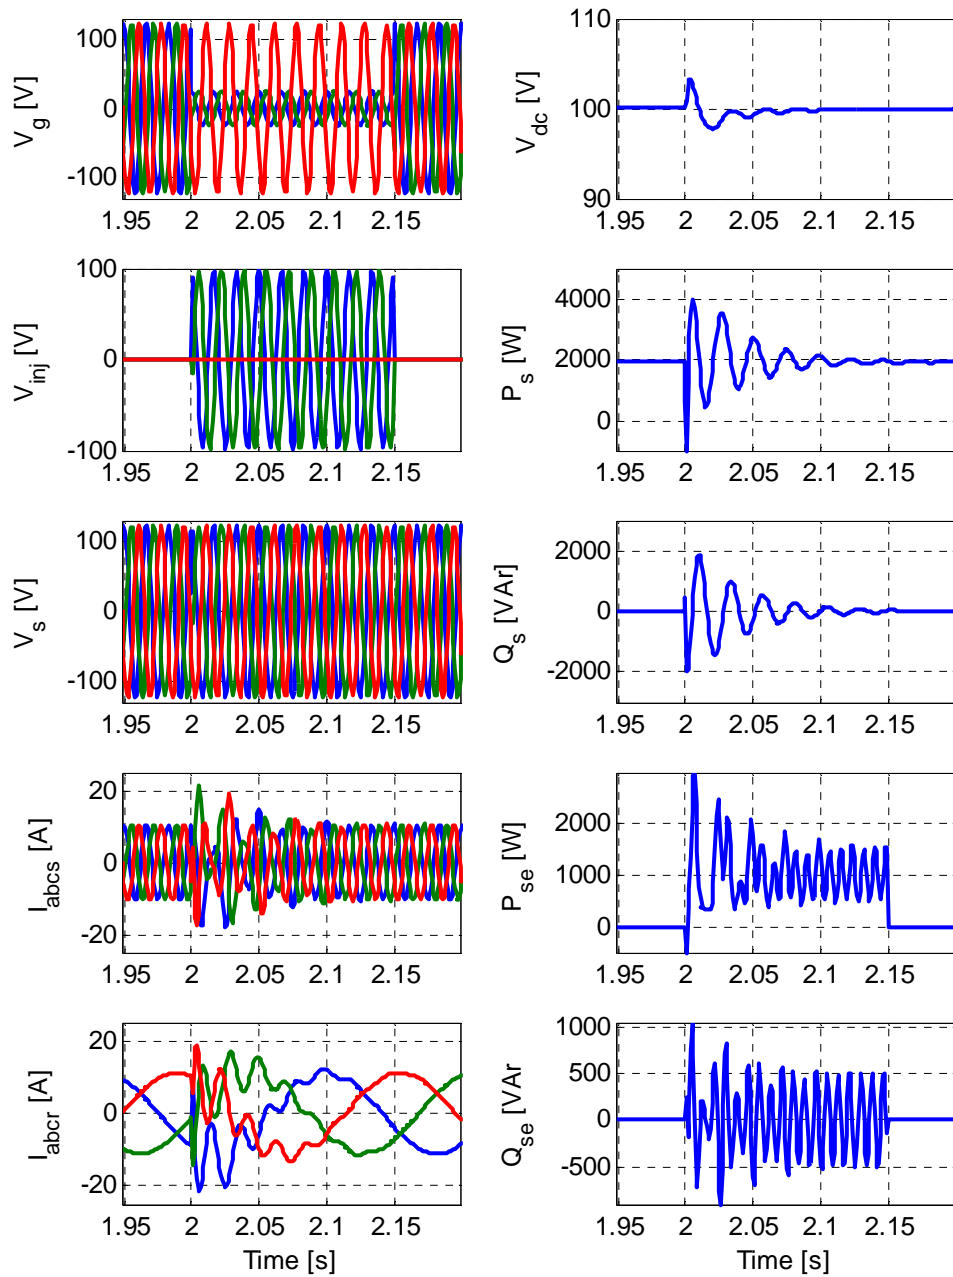 V_g [V]
100
0
-100
1.95 2 2.05 2.1 2.15
V_dc [V]
110
100
90
1.95 2 2.05 2.1 2.15
V_inj [V]
100
0
-100
1.95 2 2.05 2.1 2.15
P_s [W]
4000
2000
0
1.95 2 2.05 2.1 2.15
V_s [V]
100
0
-100
1.95 2 2.05 2.1 2.15
Q_s [VAr]
2000
0
-2000
1.95 2 2.05 2.1 2.15
I_abcs [A]
20
0
-20
1.95 2 2.05 2.1 2.15
P_se [W]
2000
1000
0
1.95 2 2.05 2.1 2.15
I_abcr [A]
20
0
-20
1.95 2 2.05 2.1 2.15
Time [s]
Q_se [VAr]
1000
500
0
-500
1.95 2 2.05 2.1 2.15
Time [s]